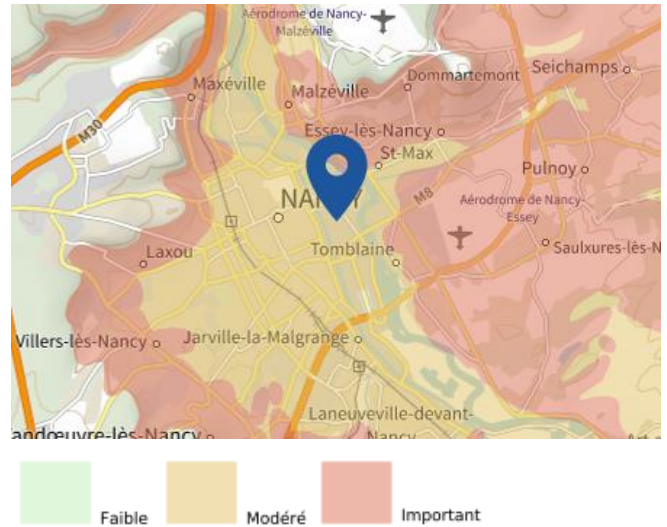 Aérodrome de Nancy-
Malzéville
Seichamps
Dommartemont
Maxéville
Malzéville
M30
Essey-lès-Nancy
St-Max
Pulnoy
NAN Y
M8
Aérodrome de Nancy-
Essey
Tomblaine
Saulxures-lès-N
Laxou
Villers-lès-Nancy
Jarville-la-Malgrange
Laneuveville-devant-
Nancy
andœuvre-lès-Nancy
Faible Modéré Important